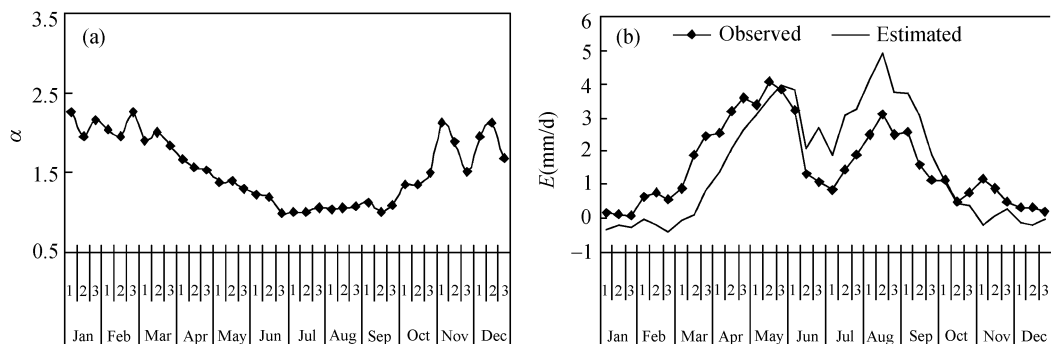 3.5
(a)
2.5
α
1.5
0.5
1 2 3 1 2 3 1 2 3 1 2 3 1 2 3 1 2 3 1 2 3 1 2 3 1 2 3 1 2 3 1 2 3 1 2 3
Jan Feb Mar Apr May Jun Jul Aug Sep Oct Nov Dec
6
(b) Observed Estimated
5
4
3
E(mm/d)
2
1
0
−1
1 2 3 1 2 3 1 2 3 1 2 3 1 2 3 1 2 3 1 2 3 1 2 3 1 2 3 1 2 3 1 2 3 1 2 3
Jan Feb Mar Apr May Jun Jul Aug Sep Oct Nov Dec